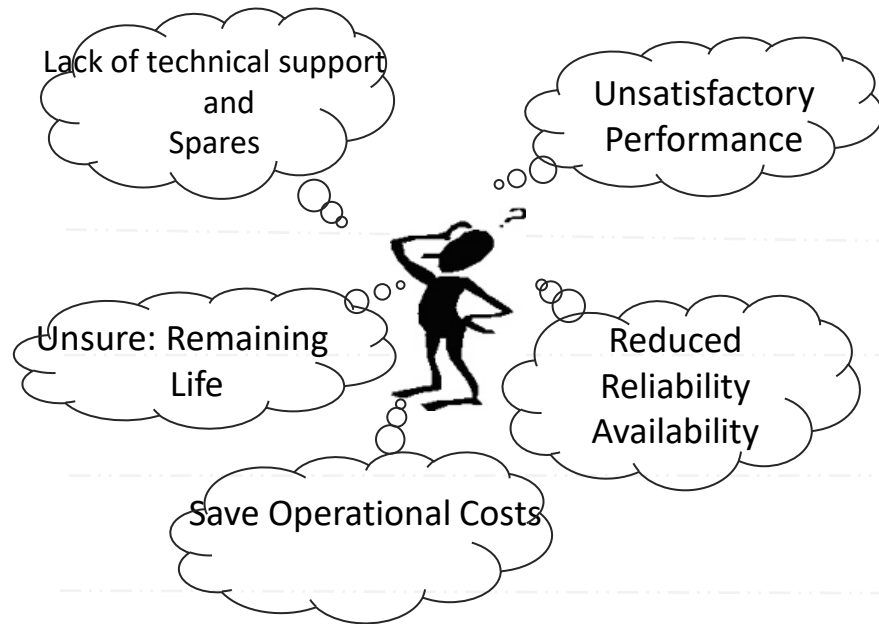 Lack of technical support
and
Spares
Unsatisfactory
Performance
Unsure: Remaining
Life
Reduced
Reliability
Availability
Save Operational Costs